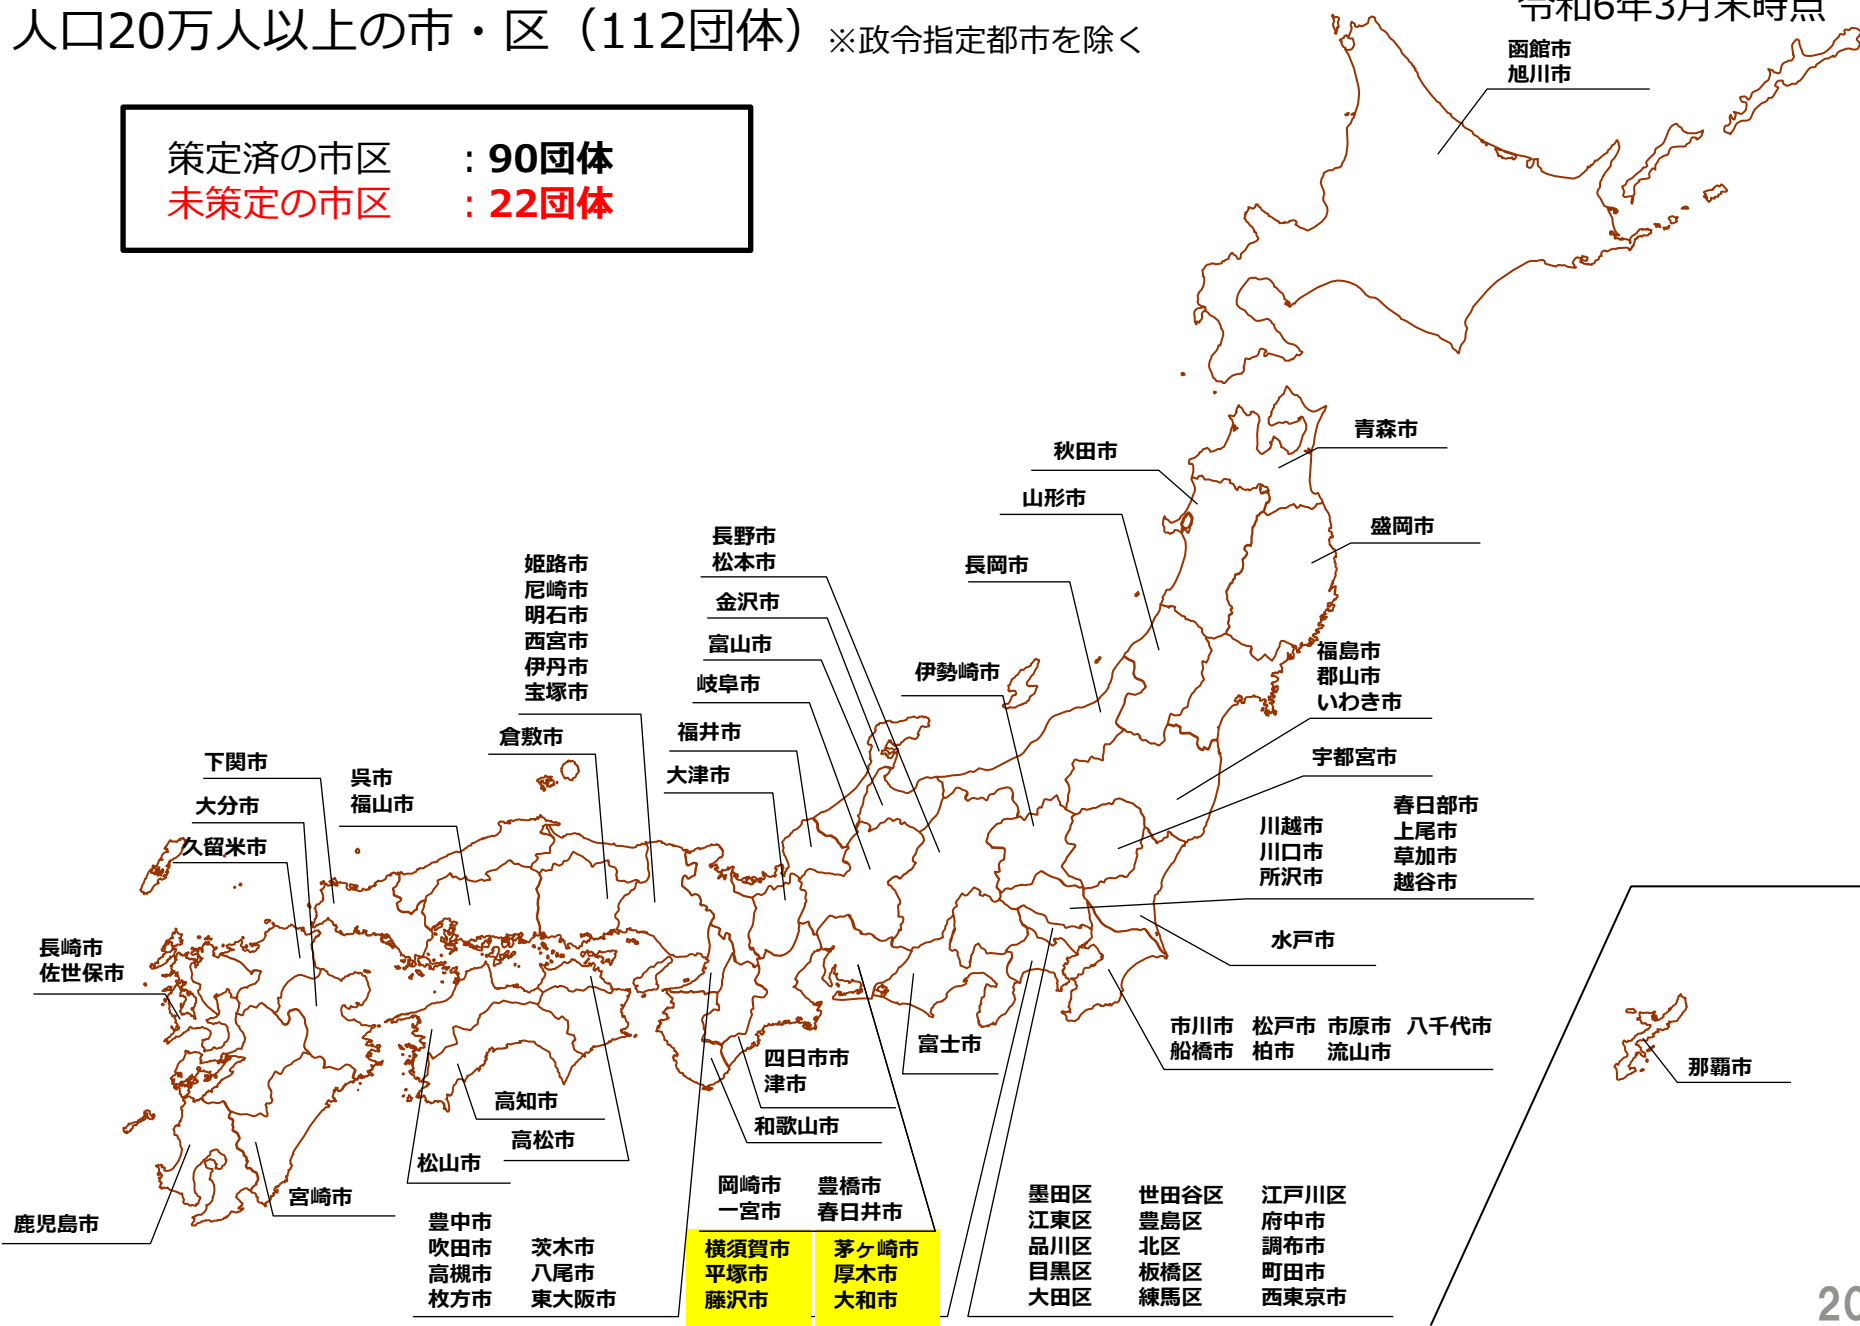 人口20万人以上の市・区（112団体）※政令指定都市を除く
令和6年3月末時点
策定済の市区　：90団体
未策定の市区　：22団体
函館市
旭川市
青森市
秋田市
山形市
盛岡市
長岡市
長野市
松本市
金沢市
富山市
岐阜市
福井市
大津市
姫路市
尼崎市
明石市
西宮市
伊丹市
宝塚市
倉敷市
伊勢崎市
福島市
郡山市
いわき市
宇都宮市
川越市
川口市
所沢市
春日部市
上尾市
草加市
越谷市
水戸市
下関市
大分市
久留米市
呉市
福山市
長崎市
佐世保市
市川市 松戸市 市原市 八千代市
船橋市 柏市 流山市
富士市
四日市市
津市
和歌山市
高知市
高松市
松山市
宮崎市
鹿児島市
那覇市
豊中市
吹田市 茨木市
高槻市 八尾市
枚方市 東大阪市
岡崎市 豊橋市
一宮市 春日井市
横須賀市 茅ヶ崎市
平塚市 厚木市
藤沢市 大和市
墨田区 世田谷区 江戸川区
江東区 豊島区 府中市
品川区 北区 調布市
目黒区 板橋区 町田市
大田区 練馬区 西東京市
20